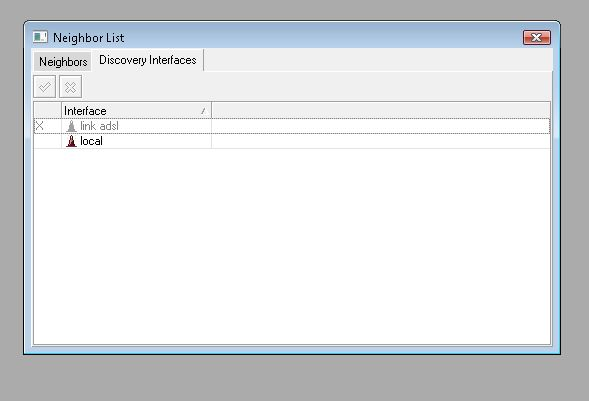 Neighbor List
Neighbors Discovery Interfaces
Interface
X link adsl
local